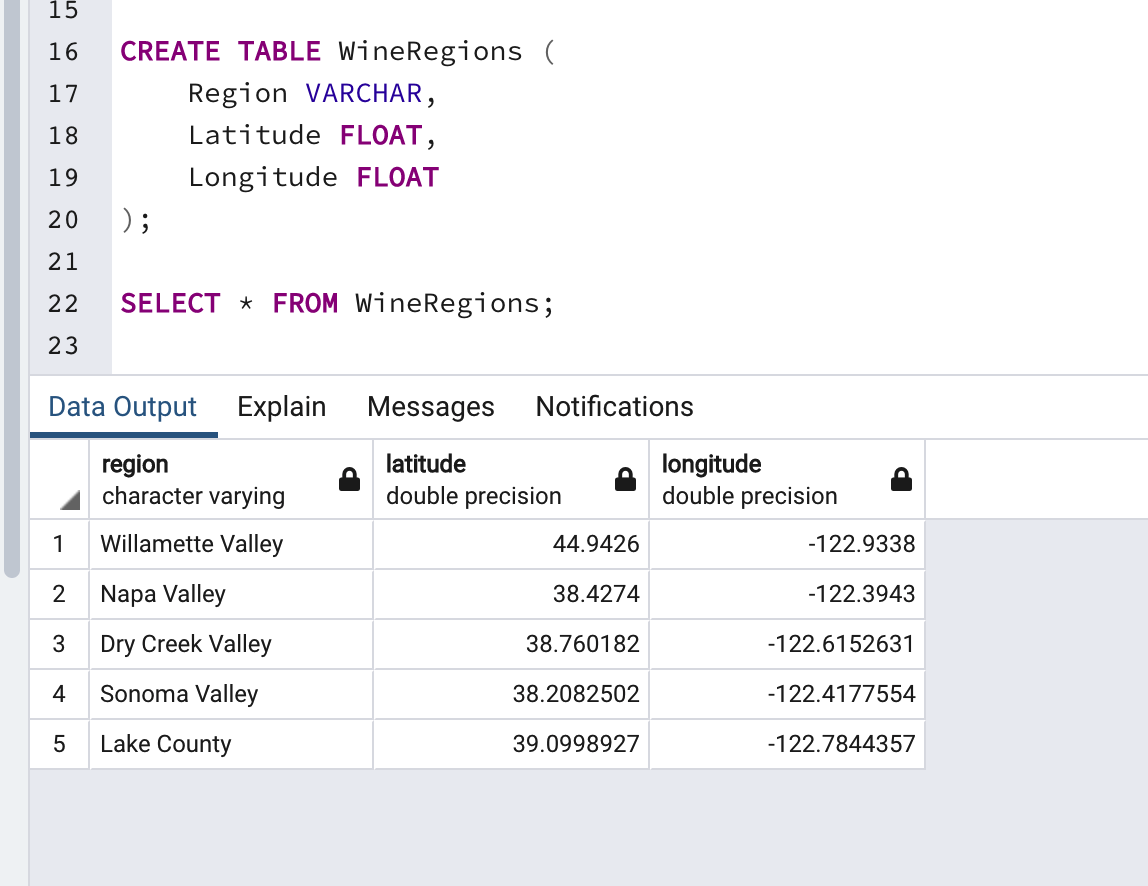 15
16 CREATE TABLE WineRegions (
17     Region VARCHAR,
18     Latitude FLOAT,
19     Longitude FLOAT
20 );
21
22 SELECT * FROM WineRegions;
23
Data Output Explain Messages Notifications
region latitude longitude
character varying double precision double precision
1 Willamette Valley 44.9426 -122.9338
2 Napa Valley 38.4274 -122.3943
3 Dry Creek Valley 38.760182 -122.6152631
4 Sonoma Valley 38.2082502 -122.4177554
5 Lake County 39.0998927 -122.7844357